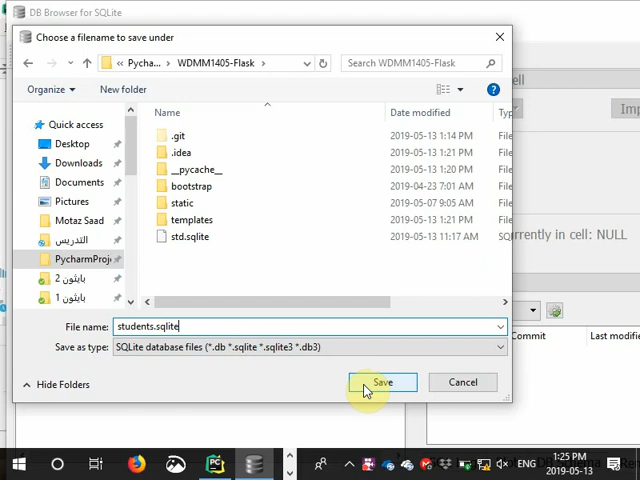 DB Browser for SQLite
Choose a filename to save under
« Pycha... > WDMM1405-Flask >
Search WDMM1405-Flask
Organize
New folder
Name
Date modified
Typ
Quick access
Desktop
Downloads
Documents
Pictures
Motaz Saad
التدريس
PycharmProj
بايثون 2
بايثون 1
.git 2019-05-13 1:14 PM File
.idea 2019-05-13 1:21 PM File
__pycache__ 2019-05-13 1:20 PM File
bootstrap 2019-04-23 7:01 AM File
static 2019-05-07 9:05 AM File
templates 2019-05-13 1:21 PM File
std.sqlite 2019-05-13 11:17 AM SQ
File name: students.sqlite
Save as type: SQLite database files (*.db *.sqlite *.sqlite3 *.db3)
Hide Folders
Save
Cancel
ell
Impo
rrently in cell: NULL
Commit
Last modifie
ENG
1:25 PM
2019-05-13